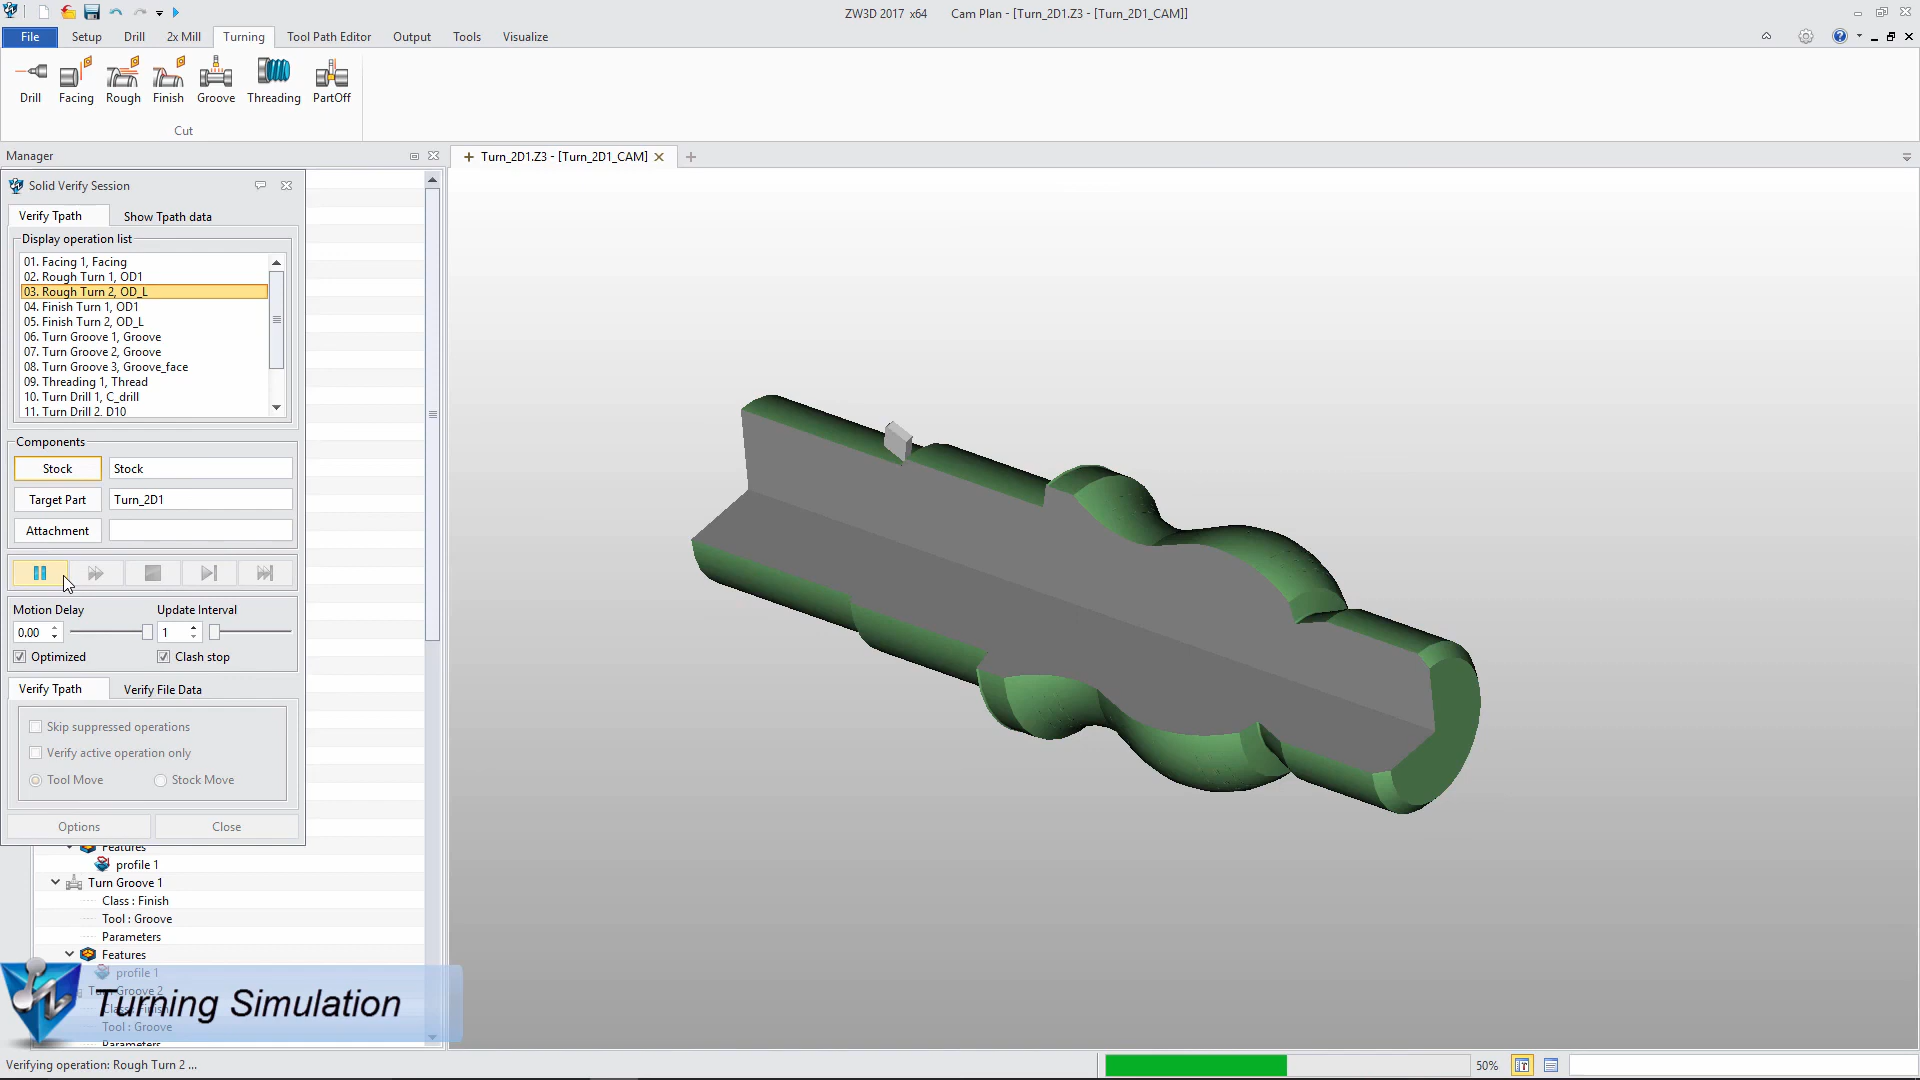 ZW3D 2017 x64 Cam Plan - [Turn_2D1.Z3 - [Turn_2D1_CAM]]
File Setup Drill 2x Mill Turning Tool Path Editor Output Tools Visualize
Drill Facing Rough Finish Groove Threading PartOff
Cut
Manager
Turn_2D1.Z3 - [Turn_2D1_CAM]
Solid Verify Session
Verify Tpath Show Tpath data
Display operation list
01. Facing 1, Facing
02. Rough Turn 1, OD1
03. Rough Turn 2, OD_L
04. Finish Turn 1, OD1
05. Finish Turn 2, OD_L
06. Turn Groove 1, Groove
07. Turn Groove 2, Groove
08. Turn Groove 3, Groove_face
09. Threading 1, Thread
10. Turn Drill 1, C_drill
11. Turn Drill 2, D10
Components
Stock Stock
Target Part Turn_2D1
Attachment
Motion Delay Update Interval
0.00 1
Optimized Clash stop
Verify Tpath Verify File Data
Skip suppressed operations
Verify active operation only
Tool Move Stock Move
Options Close
Features
profile 1
Turn Groove 1
Class : Finish
Tool : Groove
Parameters
Features
profile 1
Turn Groove 2
Turning Simulation
Class : Finish
Tool : Groove
Parameters
Verifying operation: Rough Turn 2 ...
50%